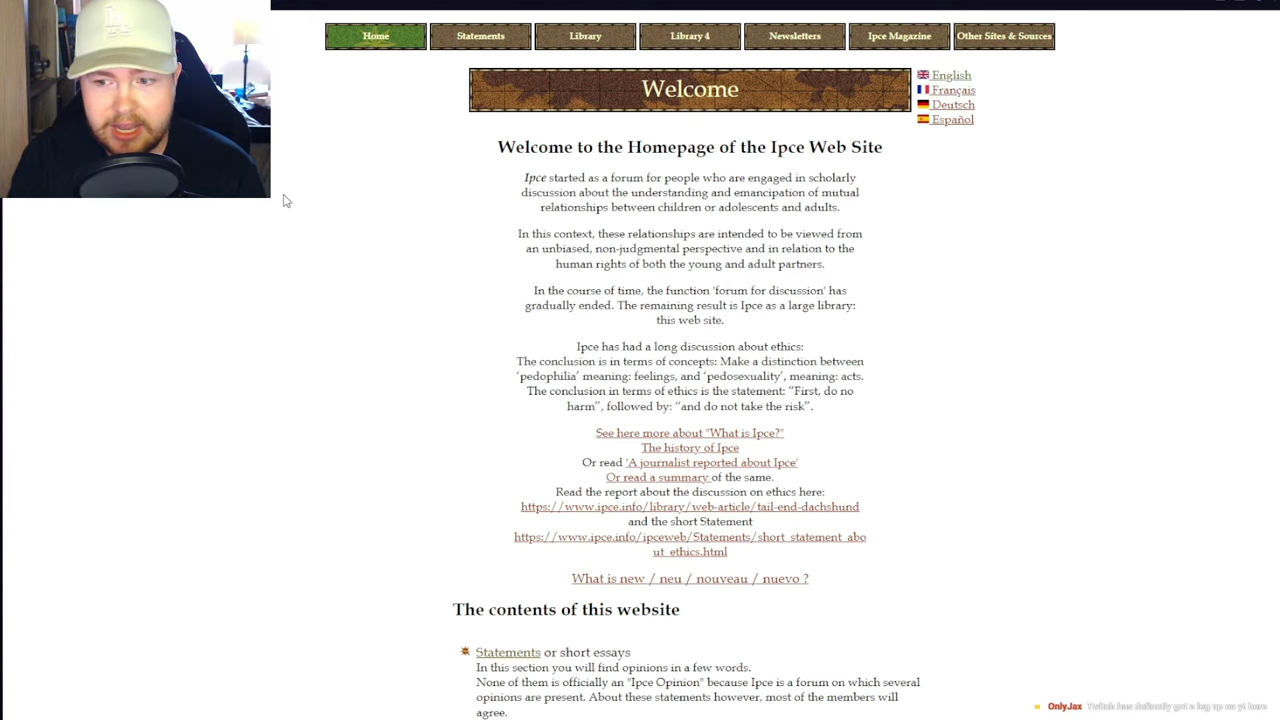 Home Statements Library Library 4 Newsletters Ipce Magazine Other Sites & Sources
Welcome
English
Français
Deutsch
Español
Welcome to the Homepage of the Ipce Web Site
Ipce started as a forum for people who are engaged in scholarly
discussion about the understanding and emancipation of mutual
relationships between children or adolescents and adults.
In this context, these relationships are intended to be viewed from
an unbiased, non-judgmental perspective and in relation to the
human rights of both the young and adult partners.
In the course of time, the function 'forum for discussion' has
gradually ended. The remaining result is Ipce as a large library:
this web site.
Ipce has had a long discussion about ethics:
The conclusion is in terms of concepts: Make a distinction between
‘pedophilia’ meaning: feelings, and ‘pedosexuality’, meaning: acts.
The conclusion in terms of ethics is the statement: “First, do no
harm”, followed by: “and do not take the risk”.
See here more about "What is Ipce?"
The history of Ipce
Or read 'A journalist reported about Ipce'
Or read a summary of the same.
Read the report about the discussion on ethics here:
https://www.ipce.info/library/web-article/tail-end-dachshund
and the short Statement
https://www.ipce.info/ipceweb/Statements/short_statement_abo
ut_ethics.html
What is new / neu / nouveau / nuevo ?
The contents of this website
Statements or short essays
In this section you will find opinions in a few words.
None of them is officially an "Ipce Opinion" because Ipce is a forum on which several
opinions are present. About these statements however, most of the members will
agree.
OnlyJax Twitch has definitely got a leg up on yt here